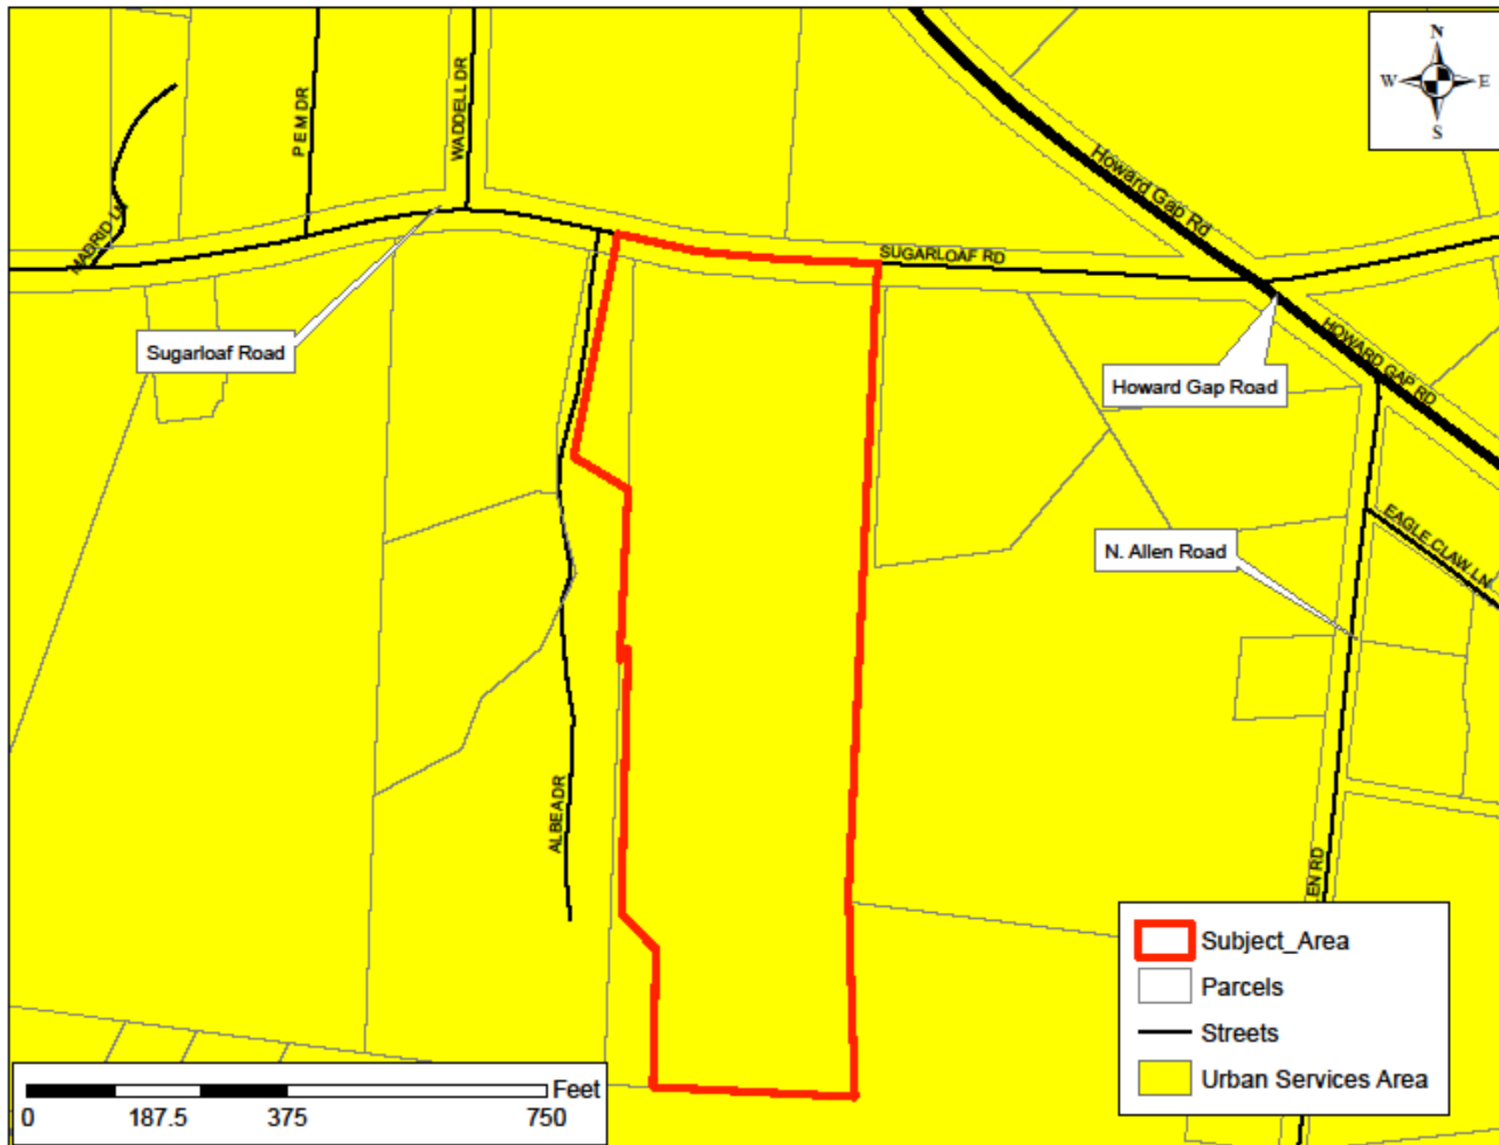 N
W E
S
P E M DR
WADDELL DR
MADRID LN
Howard Gap Rd
SUGARLOAF RD
Sugarloaf Road
HOWARD GAP RD
Howard Gap Road
EAGLE CLAW LN
N. Allen Road
ALBEA DR
LEN RD
Subject_Area
Parcels
Streets
Urban Services Area
Feet
0 187.5 375 750